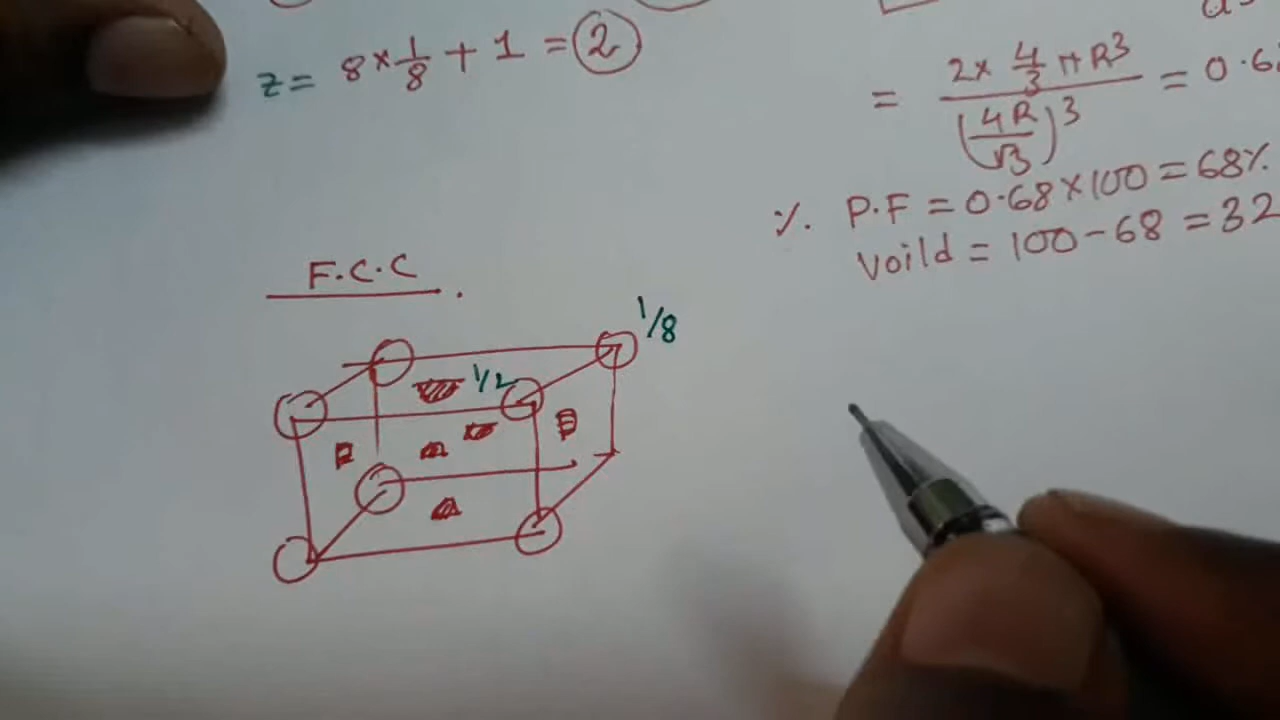 z = 8 × 1/8 + 1 = 2
= 2 × 4/3 π R³ / (4R/√3)³ = 0.68
% P.F = 0.68 × 100 = 68%
Voild = 100 - 68 = 32
F.C.C.
1/8
1/2